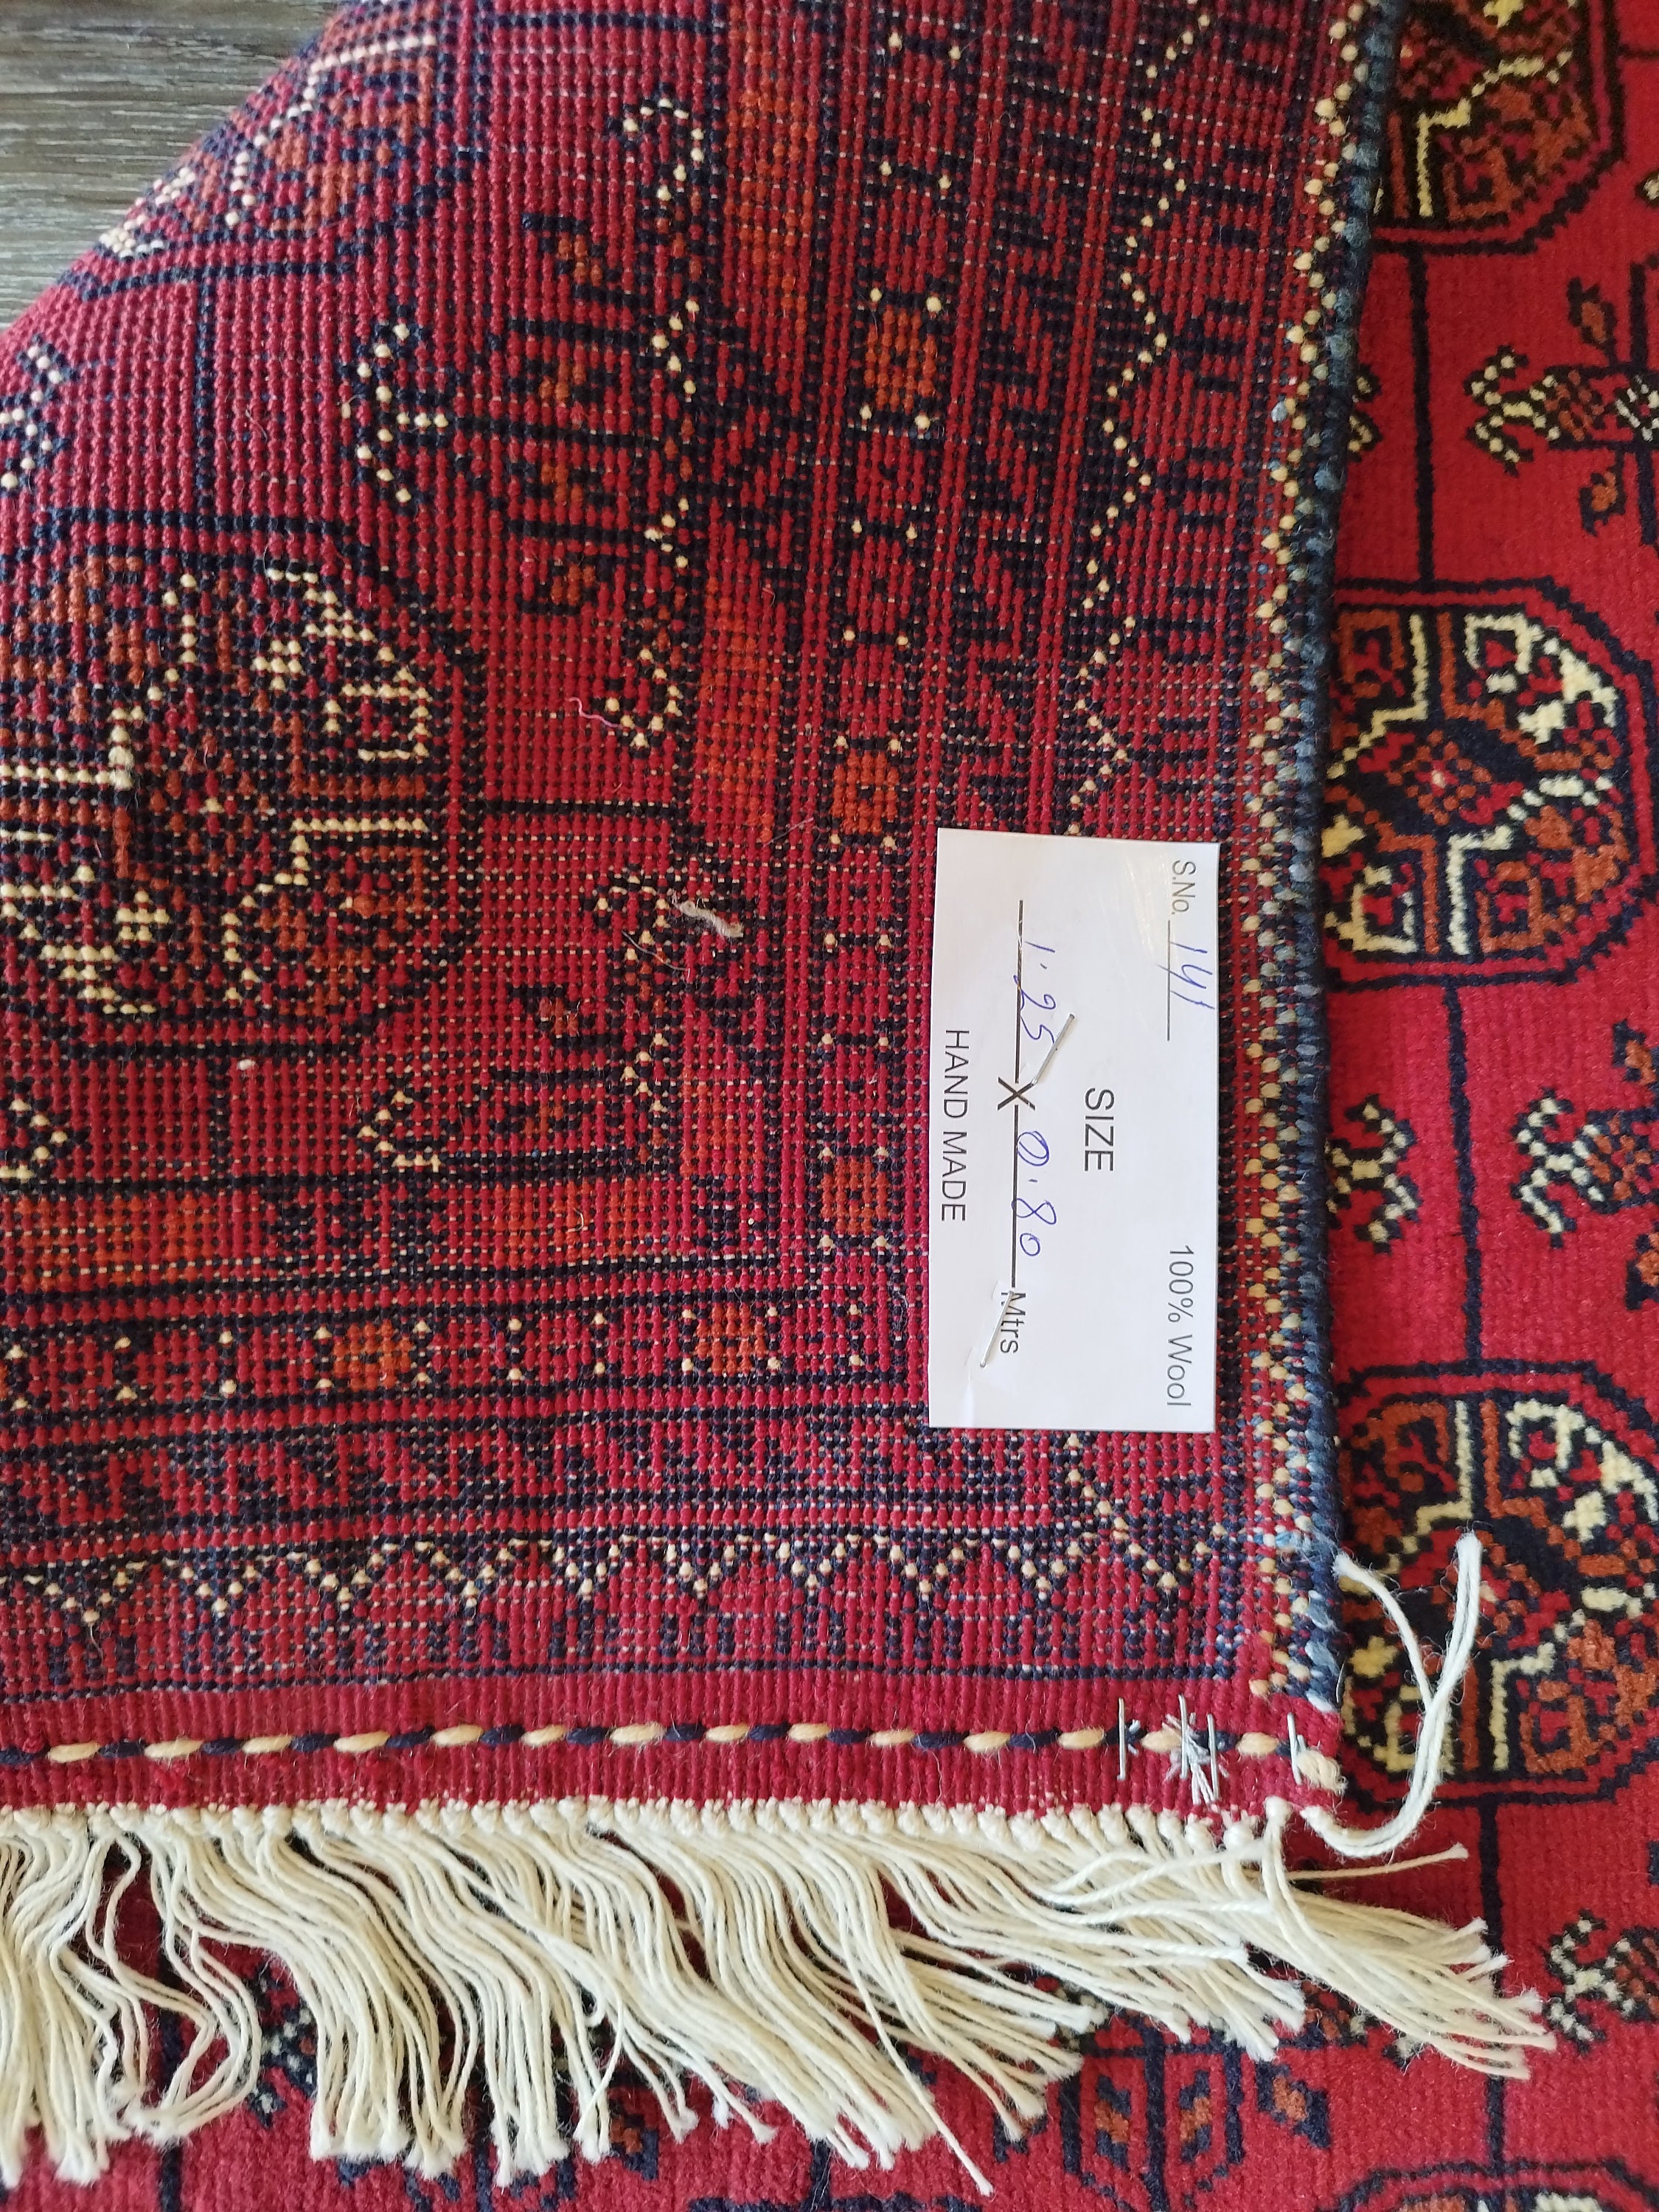 S.No. 141 100% Wool
SIZE
1.25 X 0.80 Mtrs
HAND MADE